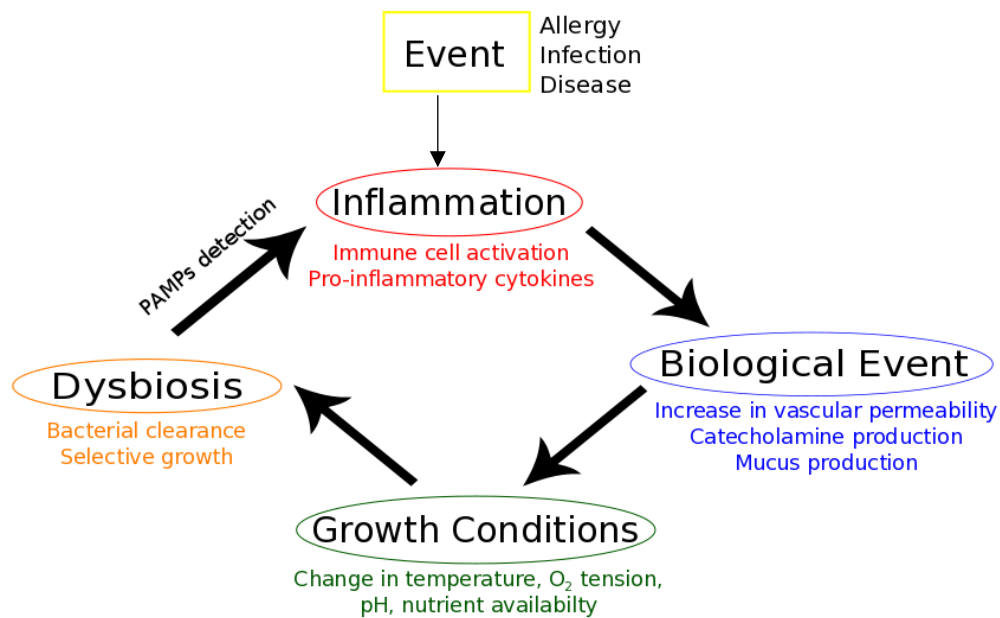 Event
Allergy
Infection
Disease
Inflammation
Immune cell activation
Pro-inflammatory cytokines
PAMPs detection
Biological Event
Increase in vascular permeability
Catecholamine production
Mucus production
Dysbiosis
Bacterial clearance
Selective growth
Growth Conditions
Change in temperature, O₂ tension,
pH, nutrient availabilty